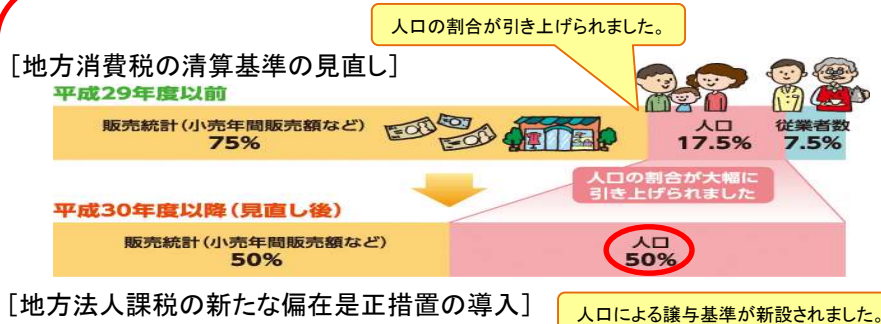 人口の割合が引き上げられました。
[地方消費税の清算基準の見直し]
平成29年度以前
販売統計(小売年間販売額など)
75%
人口
17.5%
従業者数
7.5%
人口の割合が大幅に
引き上げられました
平成30年度以降(見直し後)
販売統計(小売年間販売額など)
50%
人口
50%
[地方法人課税の新たな偏在是正措置の導入]
人口による譲与基準が新設されました。